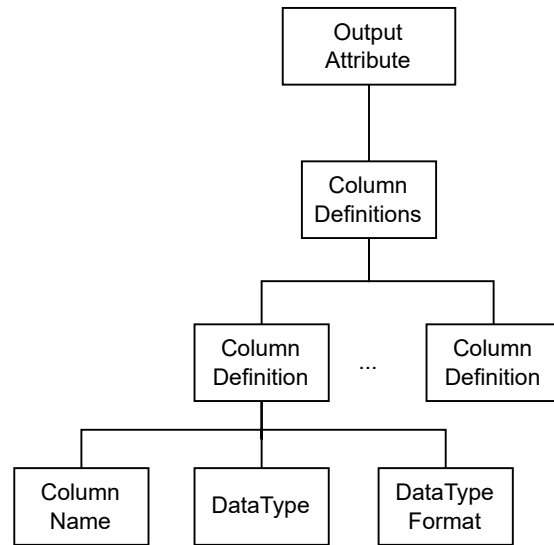 Output
Attribute
Column
Definitions
Column
Definition
...
Column
Definition
Column
Name
DataType
DataType
Format